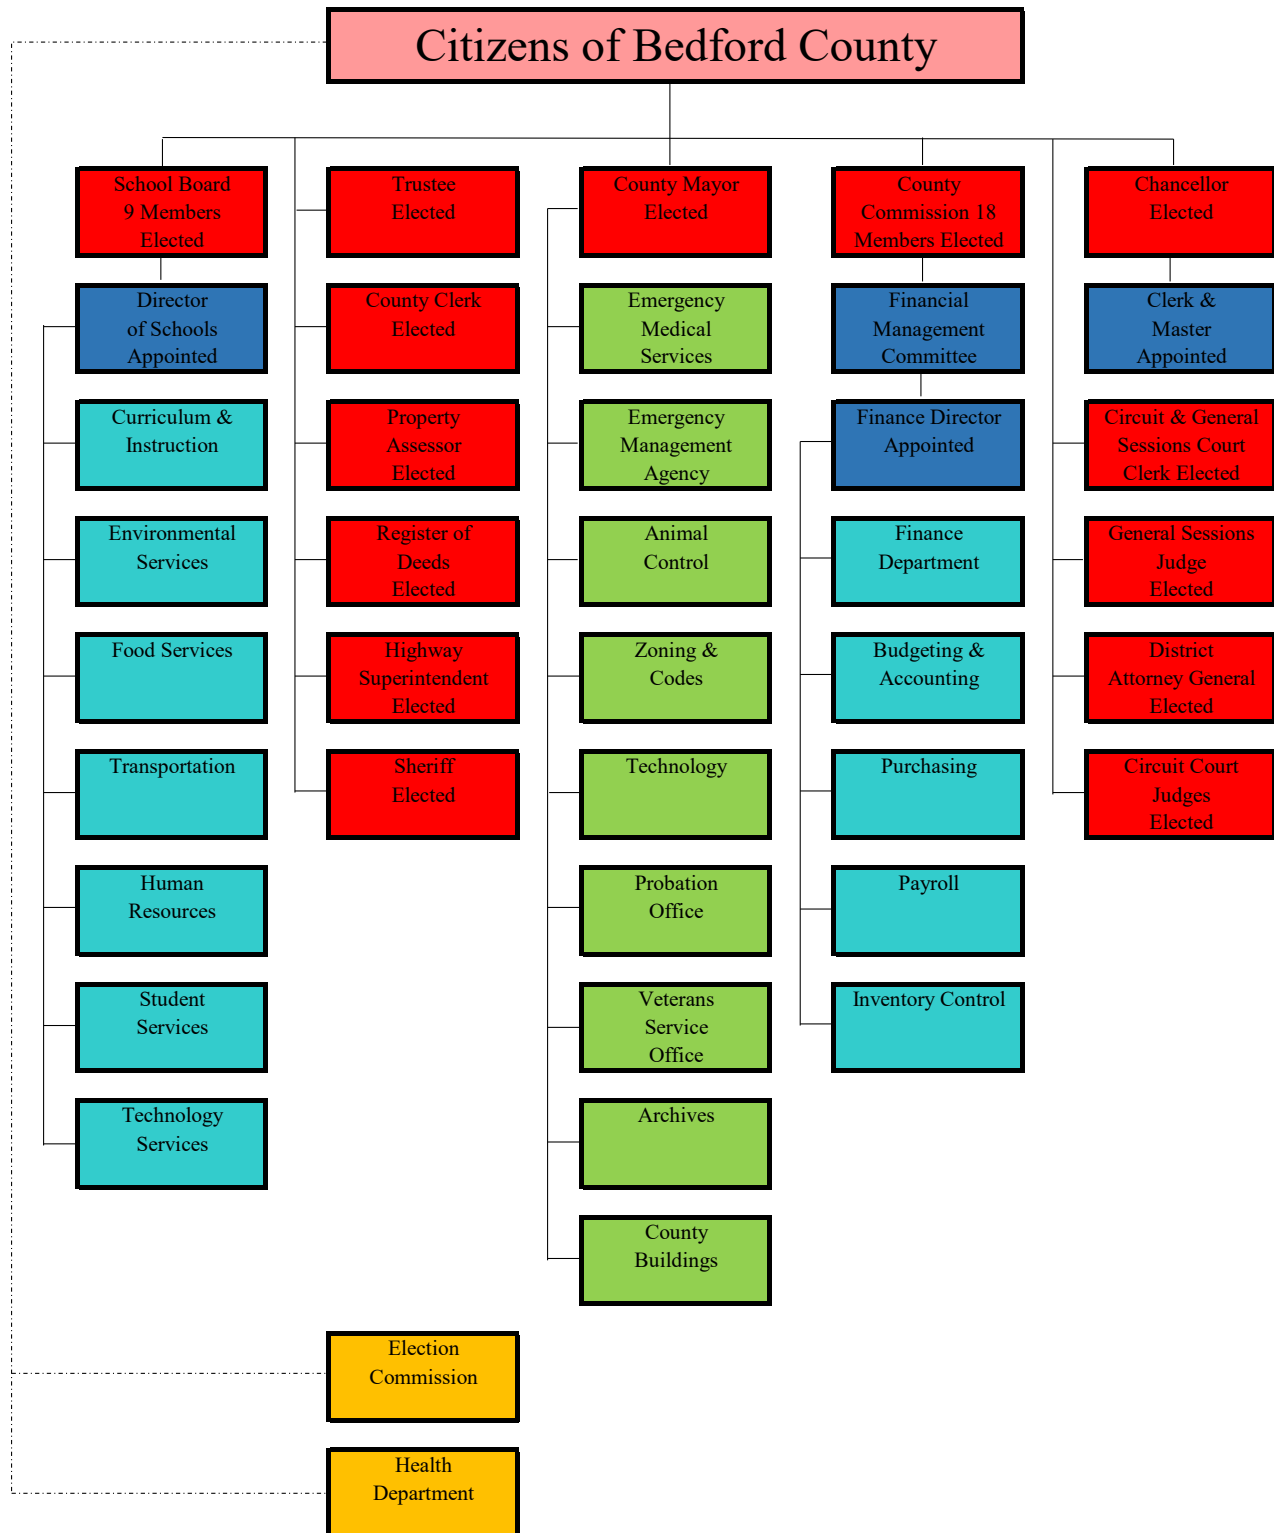 Citizens of Bedford County
School Board
9 Members
Elected
Trustee
Elected
County Mayor
Elected
County
Commission 18
Members Elected
Chancellor
Elected
Director
of Schools
Appointed
County Clerk
Elected
Emergency
Medical
Services
Financial
Management
Committee
Clerk &
Master
Appointed
Curriculum &
Instruction
Property
Assessor
Elected
Emergency
Management
Agency
Finance Director
Appointed
Circuit & General
Sessions Court
Clerk Elected
Environmental
Services
Register of
Deeds
Elected
Animal
Control
Finance
Department
General Sessions
Judge
Elected
Food Services
Highway
Superintendent
Elected
Zoning &
Codes
Budgeting &
Accounting
District
Attorney General
Elected
Transportation
Sheriff
Elected
Technology
Purchasing
Circuit Court
Judges
Elected
Human
Resources
Probation
Office
Payroll
Student
Services
Veterans
Service
Office
Inventory Control
Technology
Services
Archives
County
Buildings
Election
Commission
Health
Department